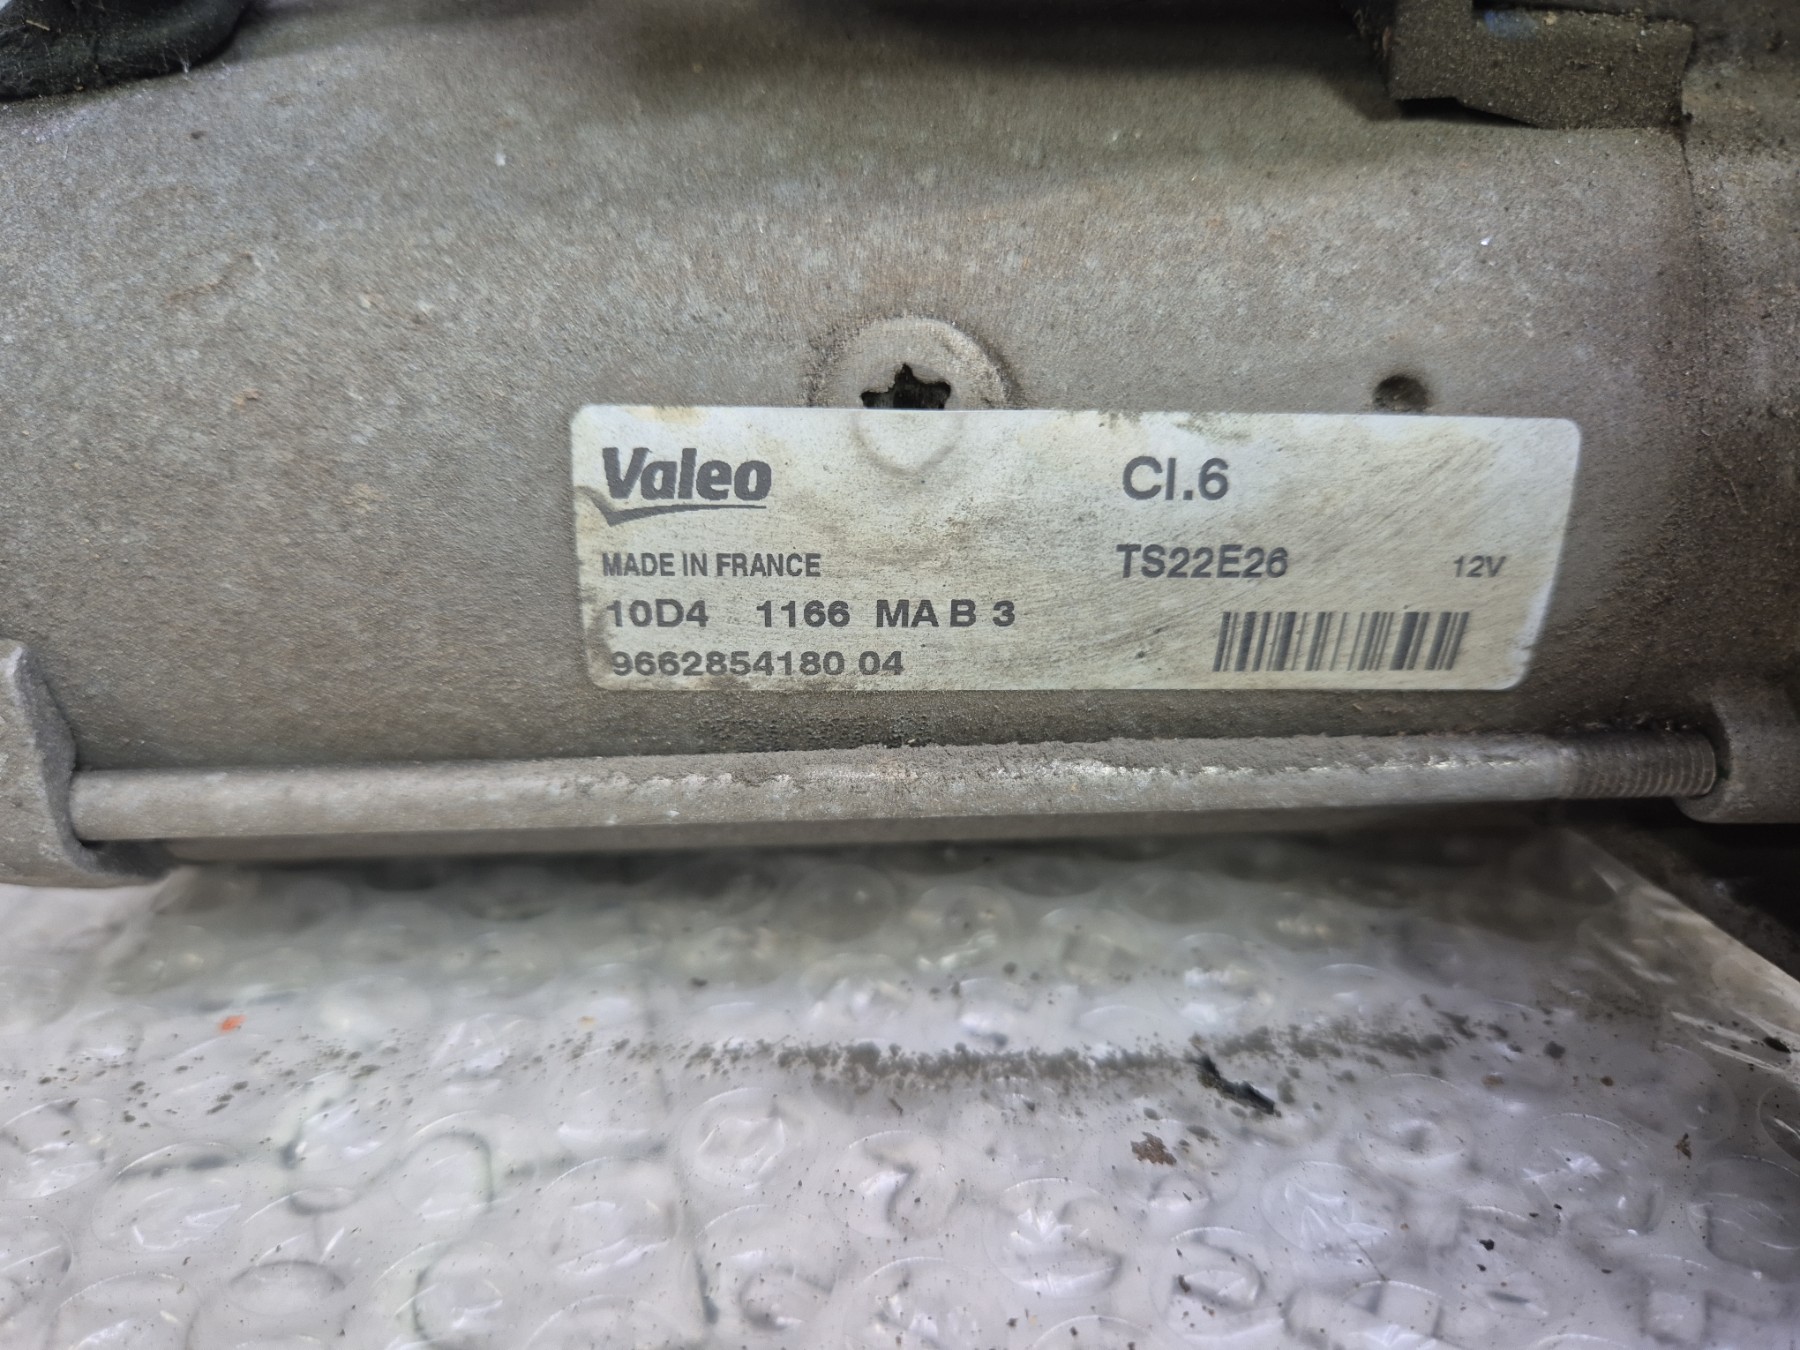 Valeo Cl.6
MADE IN FRANCE TS22E26 12V
10D4 1166 MA B 3
9662854180 04